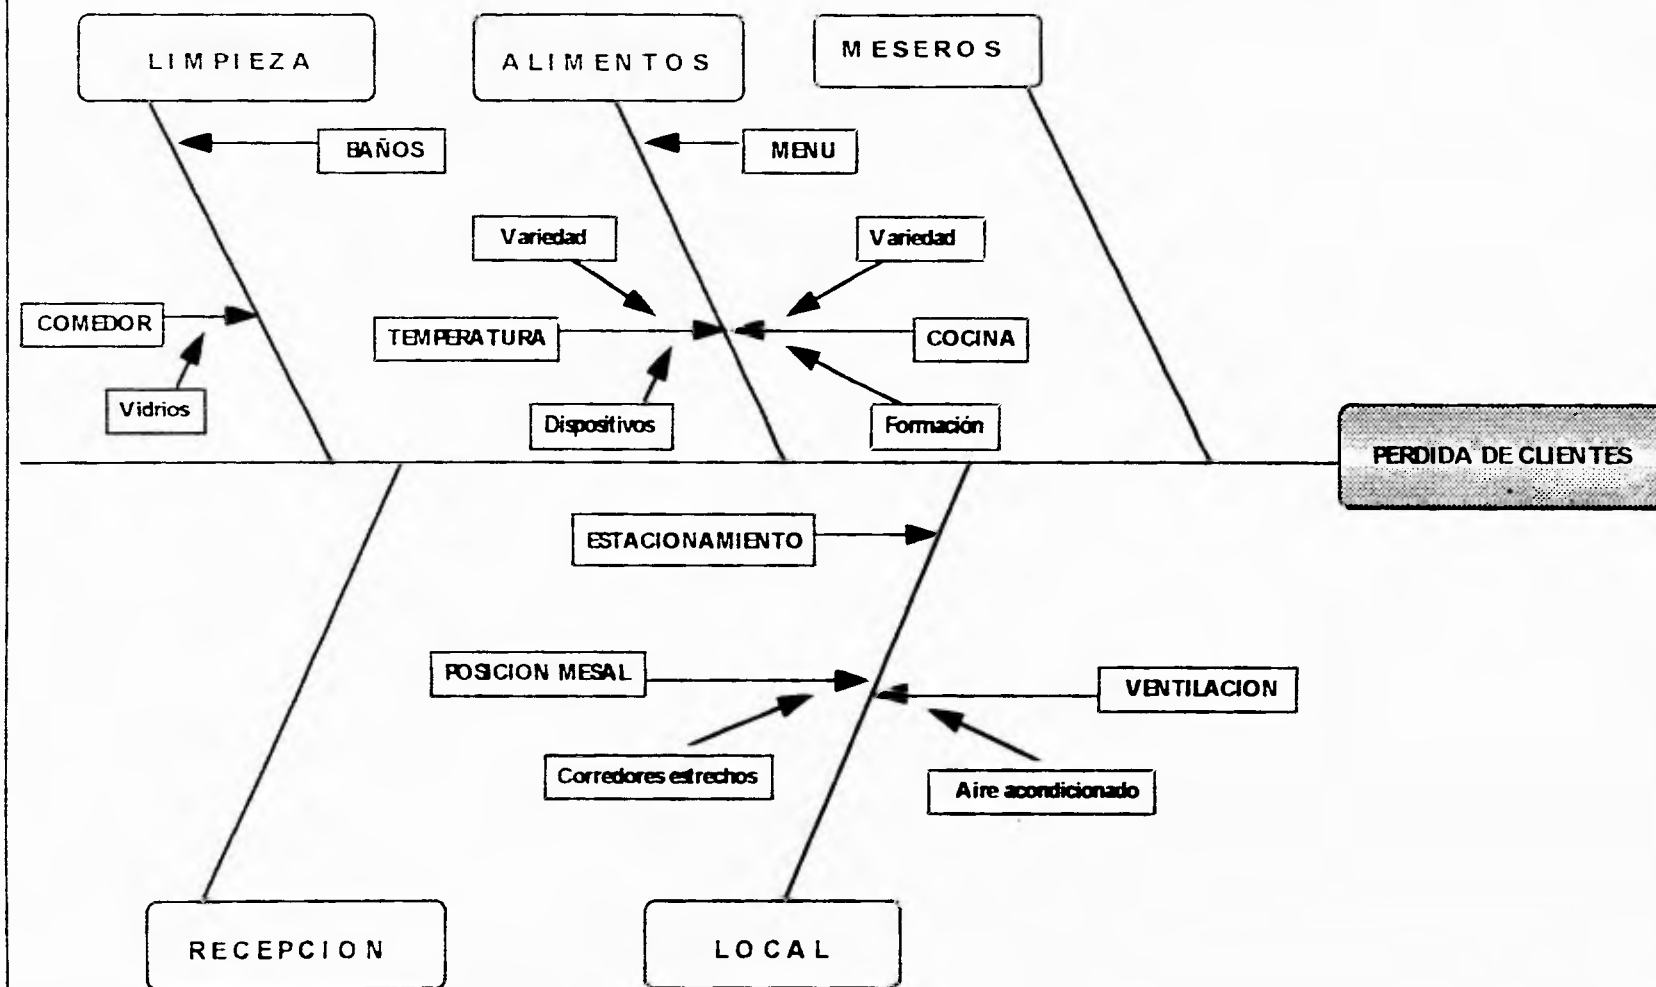 LIMPIEZA
ALIMENTOS
MESEROS
BAÑOS
MENU
Variedad
Variedad
COMEDOR
TEMPERATURA
COCINA
Vidrios
Dispositivos
Formación
PERDIDA DE CLIENTES
ESTACIONAMIENTO
POSICION MESAL
VENTILACION
Corredores estrechos
Aire acondicionado
RECEPCION
LOCAL